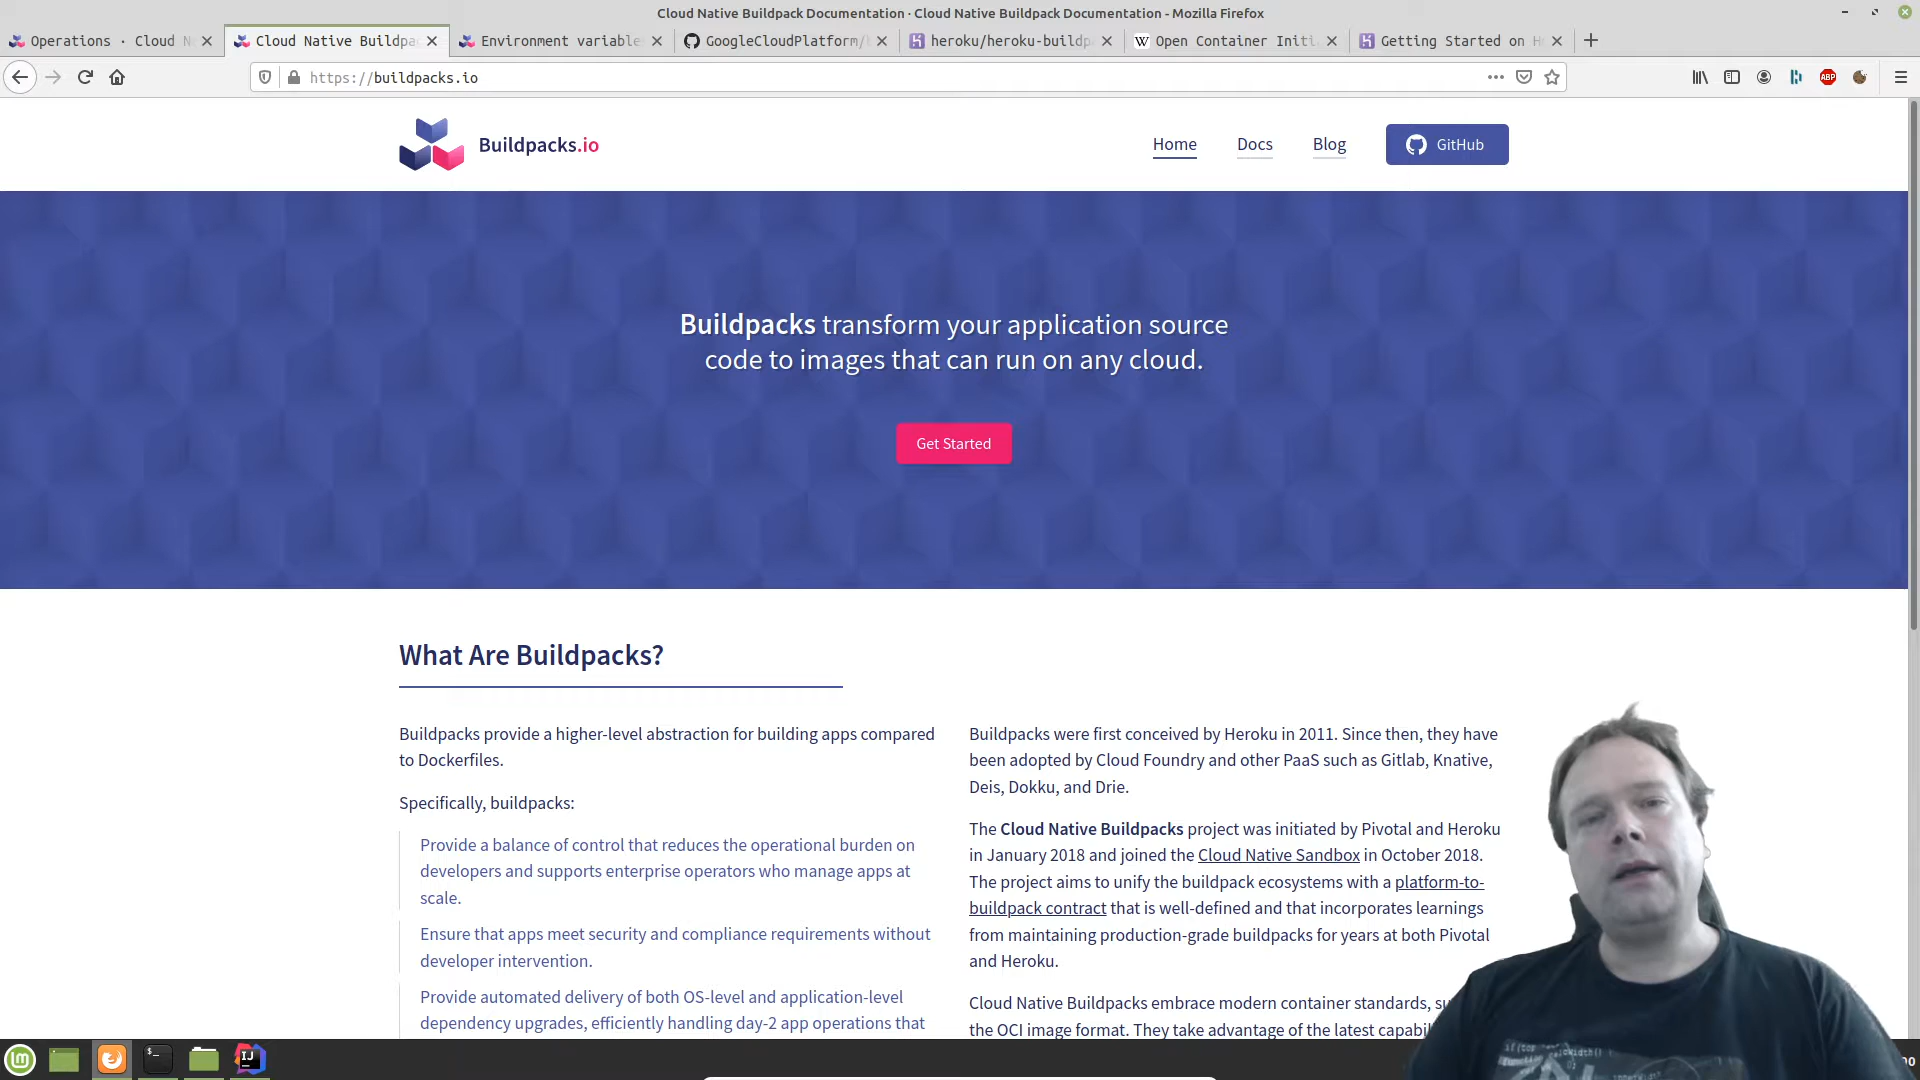 Cloud Native Buildpack Documentation · Cloud Native Buildpack Documentation - Mozilla Firefox
Operations · Cloud N
Cloud Native Buildpa
Environment variable
GoogleCloudPlatform/
heroku/heroku-buildp
Open Container Initi
Getting Started on H
https://buildpacks.io
ABP
Buildpacks.io
Home
Docs
Blog
GitHub
Buildpacks transform your application source
code to images that can run on any cloud.
Get Started
What Are Buildpacks?
Buildpacks provide a higher-level abstraction for building apps compared
to Dockerfiles.
Specifically, buildpacks:
Provide a balance of control that reduces the operational burden on
developers and supports enterprise operators who manage apps at
scale.
Ensure that apps meet security and compliance requirements without
developer intervention.
Provide automated delivery of both OS-level and application-level
dependency upgrades, efficiently handling day-2 app operations that
Buildpacks were first conceived by Heroku in 2011. Since then, they have
been adopted by Cloud Foundry and other PaaS such as Gitlab, Knative,
Deis, Dokku, and Drie.
The Cloud Native Buildpacks project was initiated by Pivotal and Heroku
in January 2018 and joined the Cloud Native Sandbox in October 2018.
The project aims to unify the buildpack ecosystems with a platform-to-
buildpack contract that is well-defined and that incorporates learnings
from maintaining production-grade buildpacks for years at both Pivotal
and Heroku.
Cloud Native Buildpacks embrace modern container standards, su
the OCI image format. They take advantage of the latest capabil
IJ